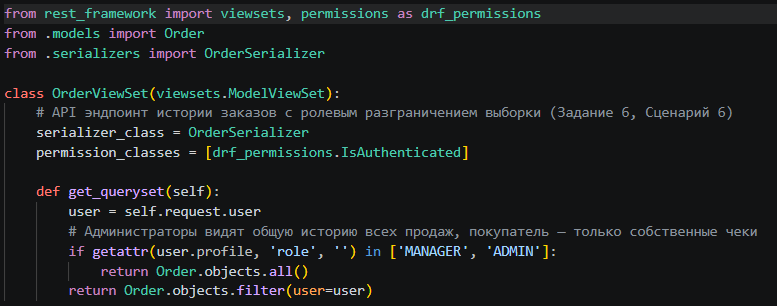 from rest_framework import viewsets, permissions as drf_permissions
from .models import Order
from .serializers import OrderSerializer
class OrderViewSet(viewsets.ModelViewSet):
# API эндпоинт истории заказов с ролевым разграничением выборки (Задание 6, Сценарий 6)
serializer_class = OrderSerializer
permission_classes = [drf_permissions.IsAuthenticated]
def get_queryset(self):
user = self.request.user
# Администраторы видят общую историю всех продаж, покупатель — только собственные чеки
if getattr(user.profile, 'role', '') in ['MANAGER', 'ADMIN']:
return Order.objects.all()
return Order.objects.filter(user=user)